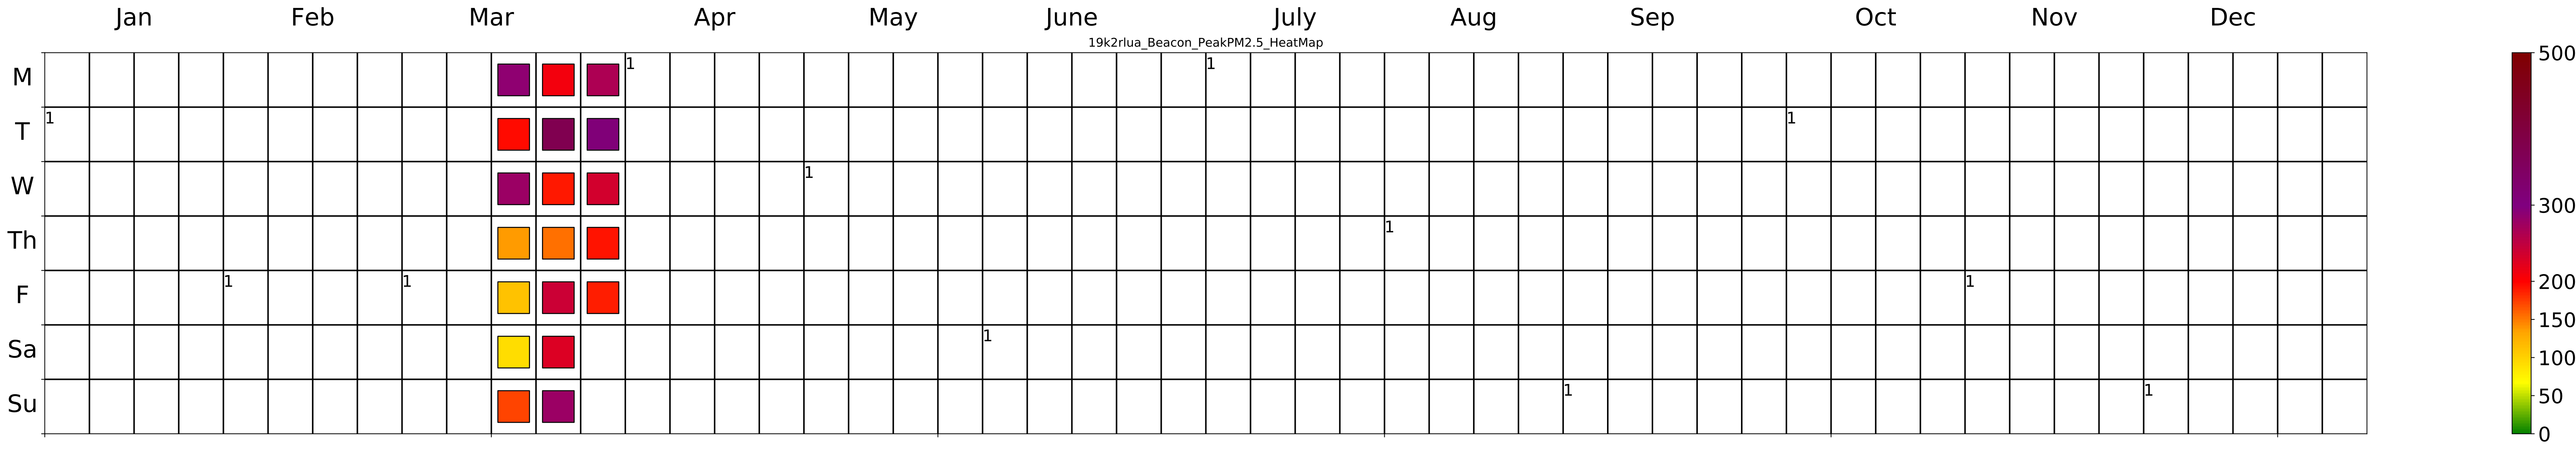 Jan Feb Mar Apr May June July Aug Sep Oct Nov Dec
19k2rlua_Beacon_PeakPM2.5_HeatMap
500
M 1 1
T 1 1
W 1
300
Th 1
200
F 1 1 1
150
Sa 1
100
50
Su 1 1
0